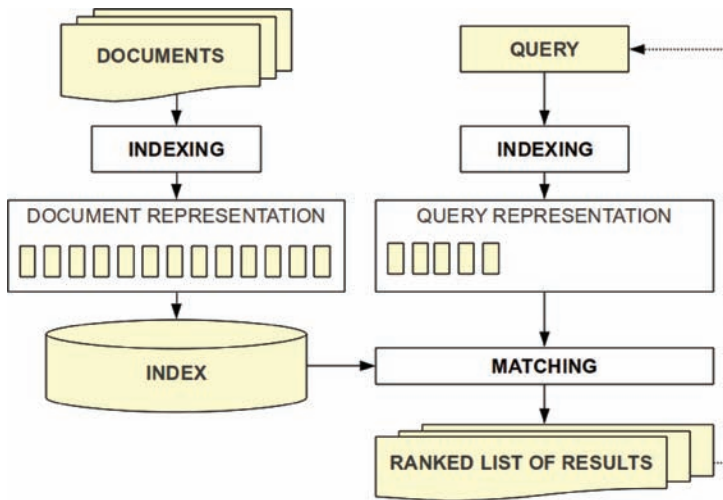 DOCUMENTS
QUERY
INDEXING
INDEXING
DOCUMENT REPRESENTATION
QUERY REPRESENTATION
INDEX
MATCHING
RANKED LIST OF RESULTS